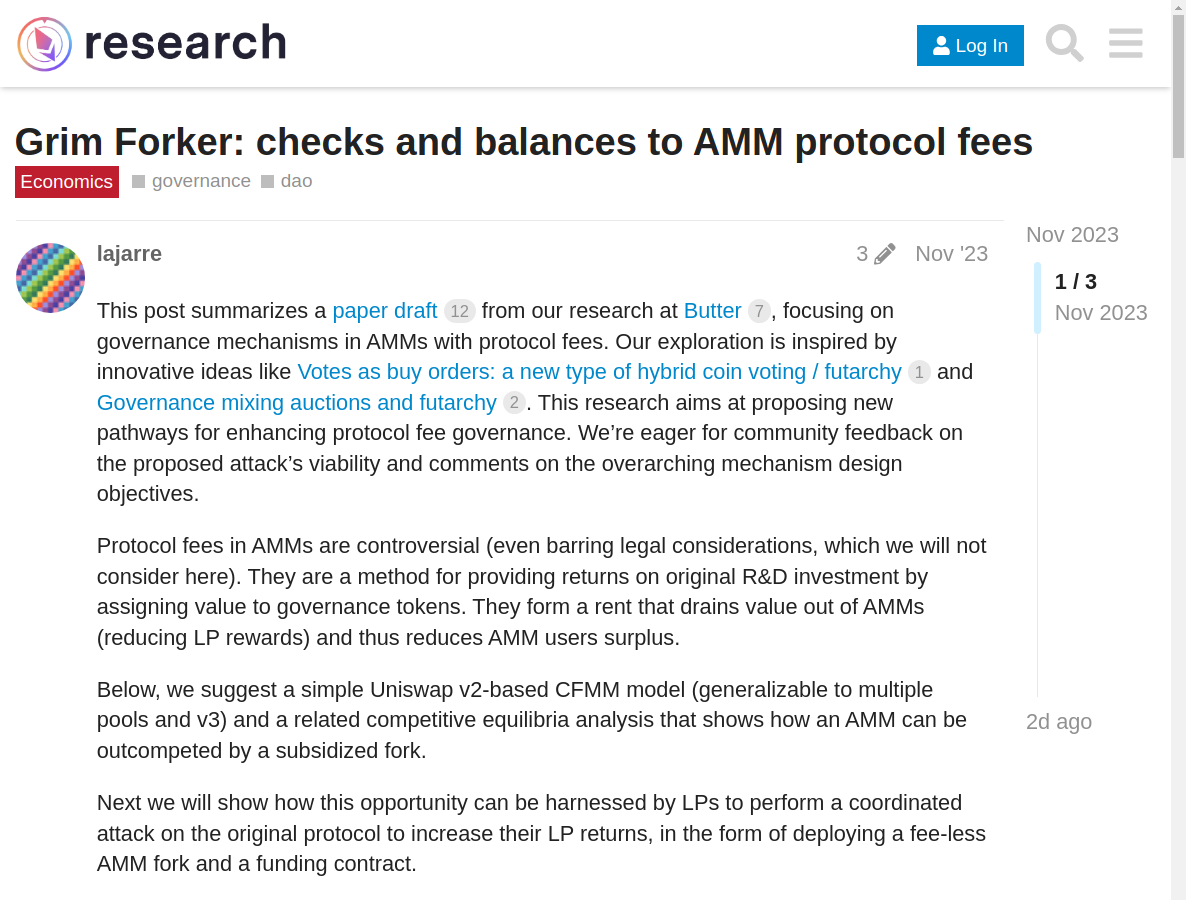 research
Log In
Grim Forker: checks and balances to AMM protocol fees
Economics governance dao
Nov 2023
lajarre 3 Nov '23
1 / 3
Nov 2023
This post summarizes a paper draft 12 from our research at Butter 7, focusing on
governance mechanisms in AMMs with protocol fees. Our exploration is inspired by
innovative ideas like Votes as buy orders: a new type of hybrid coin voting / futarchy 1 and
Governance mixing auctions and futarchy 2. This research aims at proposing new
pathways for enhancing protocol fee governance. We’re eager for community feedback on
the proposed attack’s viability and comments on the overarching mechanism design
objectives.
Protocol fees in AMMs are controversial (even barring legal considerations, which we will not
consider here). They are a method for providing returns on original R&D investment by
assigning value to governance tokens. They form a rent that drains value out of AMMs
(reducing LP rewards) and thus reduces AMM users surplus.
Below, we suggest a simple Uniswap v2-based CFMM model (generalizable to multiple
pools and v3) and a related competitive equilibria analysis that shows how an AMM can be
outcompeted by a subsidized fork.
2d ago
Next we will show how this opportunity can be harnessed by LPs to perform a coordinated
attack on the original protocol to increase their LP returns, in the form of deploying a fee-less
AMM fork and a funding contract.